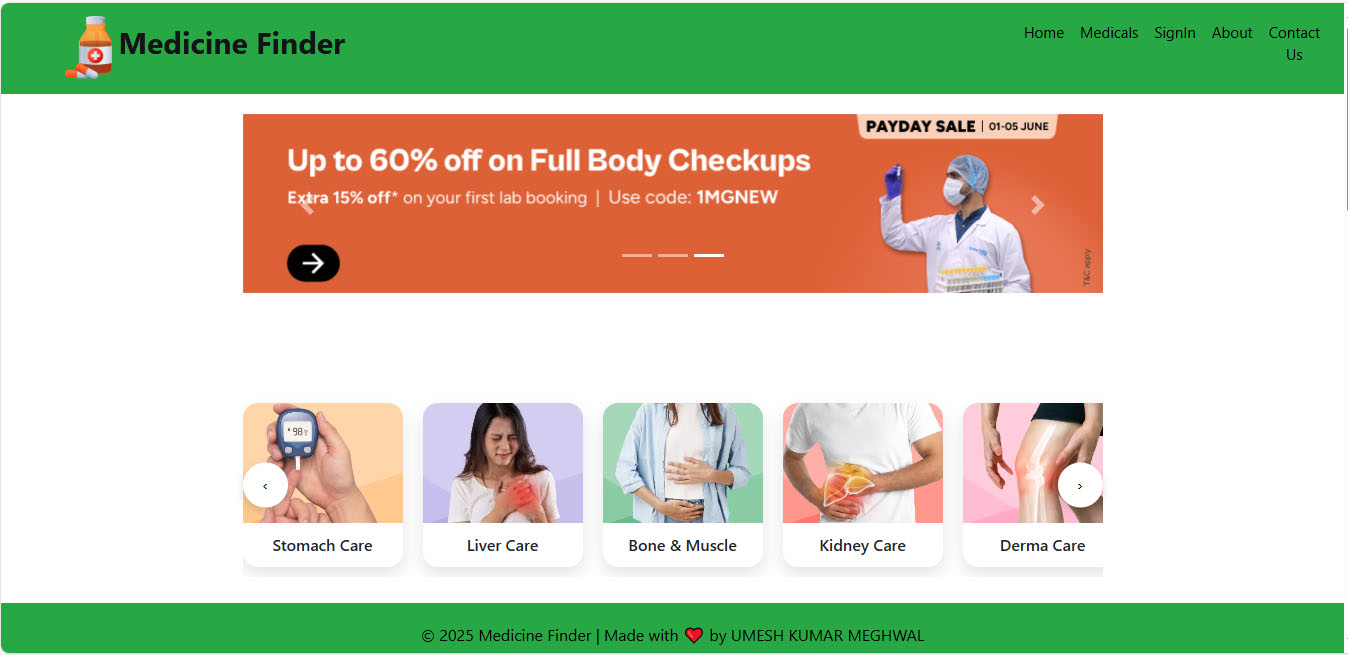 Medicine Finder
Home Medicals SignIn About Contact Us
PAYDAY SALE | 01-05 JUNE
Up to 60% off on Full Body Checkups
Extra 15% off* on your first lab booking | Use code: 1MGNEW
T&C apply
98
‹ ›
Stomach Care
Liver Care
Bone & Muscle
Kidney Care
Derma Care
© 2025 Medicine Finder | Made with ❤️ by UMESH KUMAR MEGHWAL